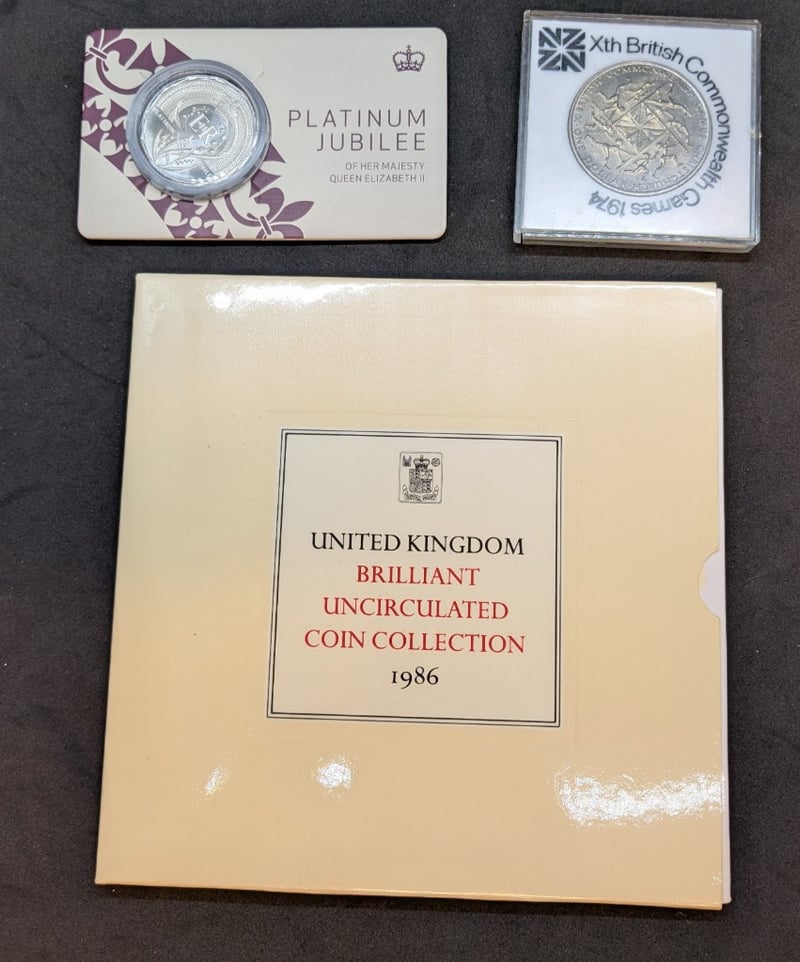 PLATINUM
JUBILEE
OF HER MAJESTY
QUEEN ELIZABETH II
NZ
Xth British Commonwealth Games 1974
UNITED KINGDOM
BRILLIANT
UNCIRCULATED
COIN COLLECTION
1986